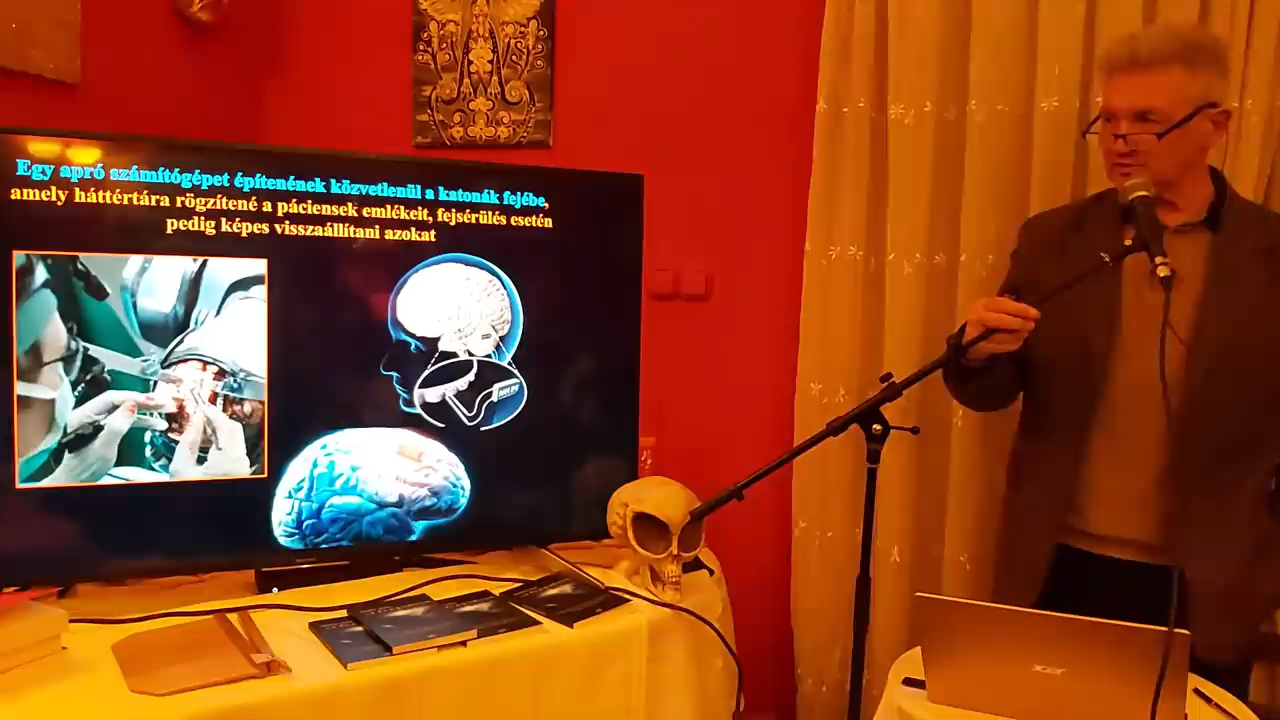 Egy apró számítógépet építenének közvetlenül a katonák fejébe,
amely háttértára rögzítené a páciensek emlékeit, fejsérülés esetén
pedig képes visszaállítani azokat
acer